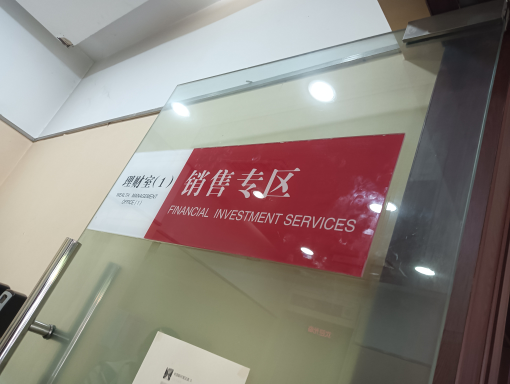 理财室(1)
WEALTH MANAGEMENT
OFFICE (1)
销售专区
FINANCIAL INVESTMENT SERVICES